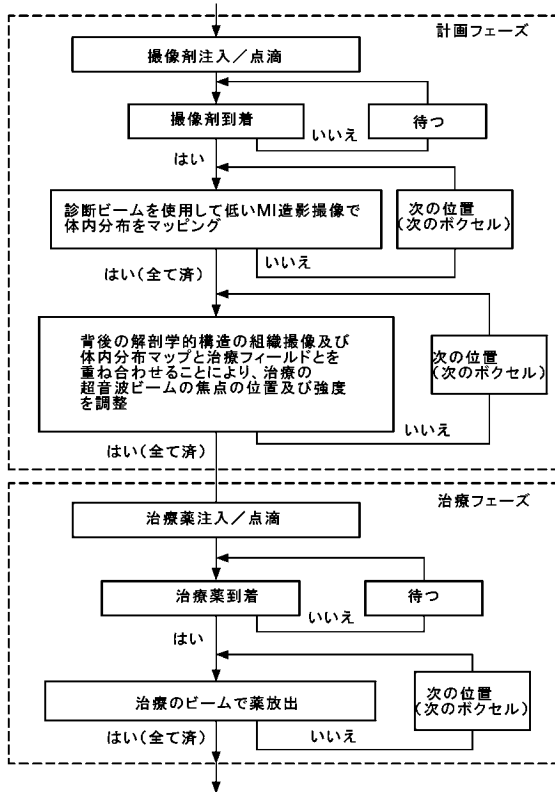 計画フェーズ
撮像剤注入／点滴
撮像剤到着
待つ
いいえ
はい
診断ビームを使用して低いMI造影撮像で
体内分布をマッピング
次の位置
(次のボクセル)
いいえ
はい(全て済)
背後の解剖学的構造の組織撮像及び
体内分布マップと治療フィールドとを
重ね合わせることにより、治療の
超音波ビームの焦点の位置及び強度
を調整
次の位置
(次のボクセル)
いいえ
はい(全て済)
治療フェーズ
治療薬注入／点滴
治療薬到着
待つ
いいえ
はい
治療のビームで薬放出
次の位置
(次のボクセル)
いいえ
はい(全て済)